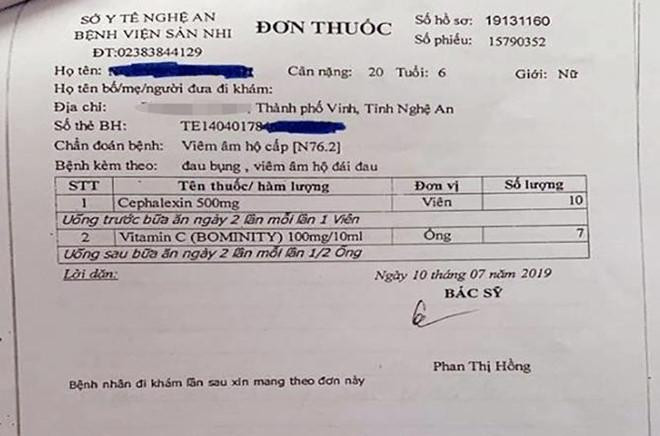 SỞ Y TẾ NGHỆ AN
BỆNH VIỆN SẢN NHI
ĐT:02383844129
ĐƠN THUỐC
Số hồ sơ: 19131160
Số phiếu: 15790352
Họ tên: Cân nặng: 20 Tuổi: 6 Giới: Nữ
Họ tên bố/mẹ/người đưa đi khám:
Địa chỉ: , Thành phố Vinh, Tỉnh Nghệ An
Số thẻ BH: TE14040178
Chẩn đoán bệnh: Viêm âm hộ cấp [N76.2]
Bệnh kèm theo: đau bụng , viêm âm hộ đái đau
STT Tên thuốc/ hàm lượng Đơn vị Số lượng
1 Cephalexin 500mg Viên 10
Uống trước bữa ăn ngày 2 lần mỗi lần 1 Viên
2 Vitamin C (BOMINITY) 100mg/10ml Ống 7
Uống sau bữa ăn ngày 2 lần mỗi lần 1/2 Ống
Lời dặn: Ngày 10 tháng 07 năm 2019
BÁC SỸ
Phan Thị Hồng
Bệnh nhân đi khám lần sau xin mang theo đơn này